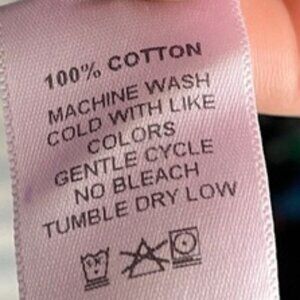 100% COTTON
MACHINE WASH
COLD WITH LIKE
COLORS
GENTLE CYCLE
NO BLEACH
TUMBLE DRY LOW